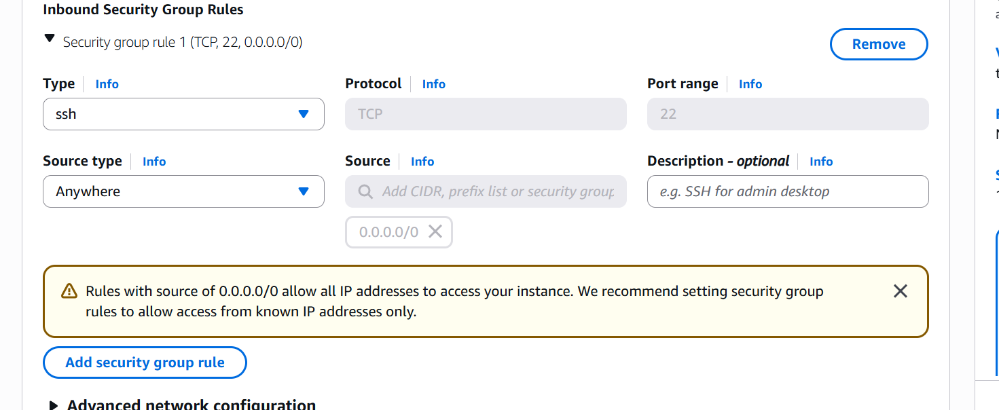 Inbound Security Group Rules
Security group rule 1 (TCP, 22, 0.0.0.0/0)
Remove
Type Info
Protocol Info
Port range Info
ssh
TCP
22
Source type Info
Source Info
Description - optional Info
Anywhere
Add CIDR, prefix list or security group
e.g. SSH for admin desktop
0.0.0.0/0
Rules with source of 0.0.0.0/0 allow all IP addresses to access your instance. We recommend setting security group
rules to allow access from known IP addresses only.
Add security group rule
Advanced network configuration